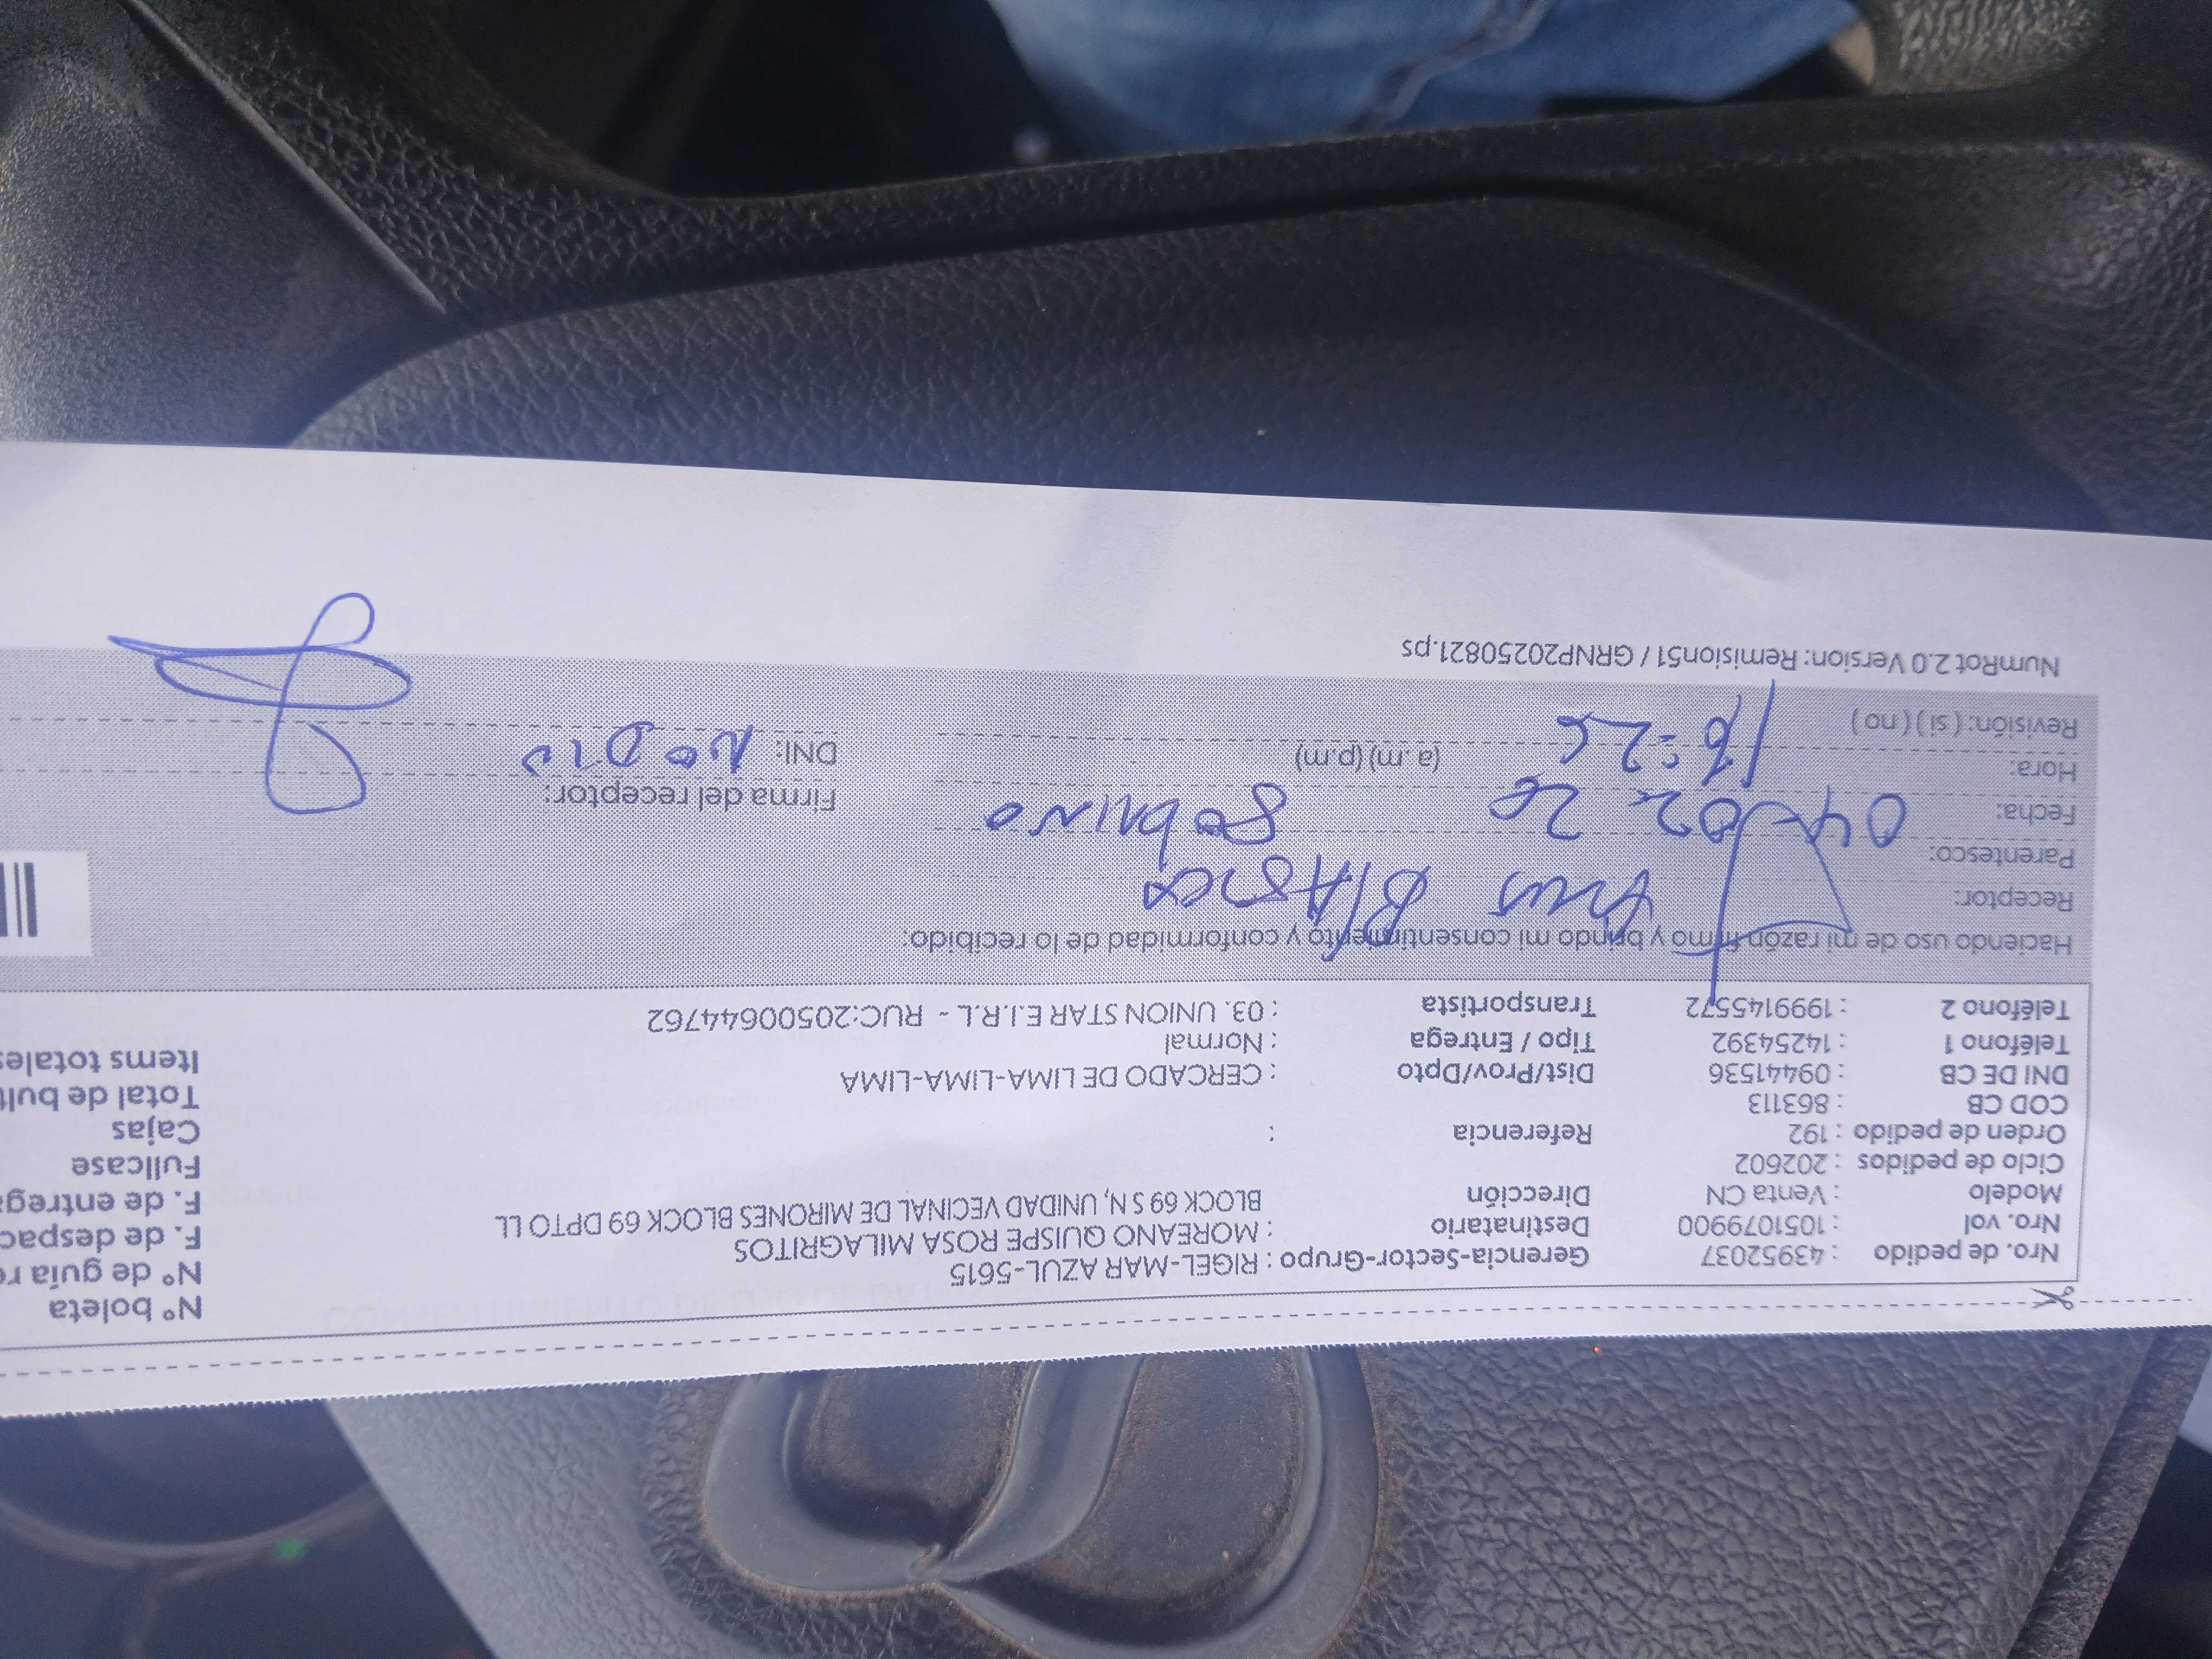 Nro. de pedido : 43952037 Gerencia-Sector-Grupo : RIGEL-MAR AZUL-5615 N° boleta
Nro. vol : 1051079900 Destinatario : MOREANO QUISPE ROSA MILAGRITOS N° de guía r
Modelo : Venta CN Dirección BLOCK 69 S N, UNIDAD VECINAL DE MIRONES BLOCK 69 DPTO LL F. de despac
Ciclo de pedidos : 202602 F. de entrega
Orden de pedido : 192 Referencia : Fullcase
COD CB : 863113 Cajas
DNI DE CB : 09441536 Dist/Prov/Dpto : CERCADO DE LIMA-LIMA-LIMA Total de bult
Teléfono 1 : 14254392 Tipo / Entrega : Normal Items totales
Teléfono 2 : 1999145572 Transportista : 03. UNION STAR E.I.R.L - RUC:20500644762
Haciendo uso de mi razón firmo y brindo mi consentimiento y conformidad de lo recibido:
Receptor: BlAsco
Parentesco: sobrino
Fecha: 04 02 26 Firma del receptor:
Hora: (a.m) (p.m) DNI: No Dio
Revisión: ( si ) ( no )
NumRot 2.0 Version: Remision51 / GRNP20250821.ps